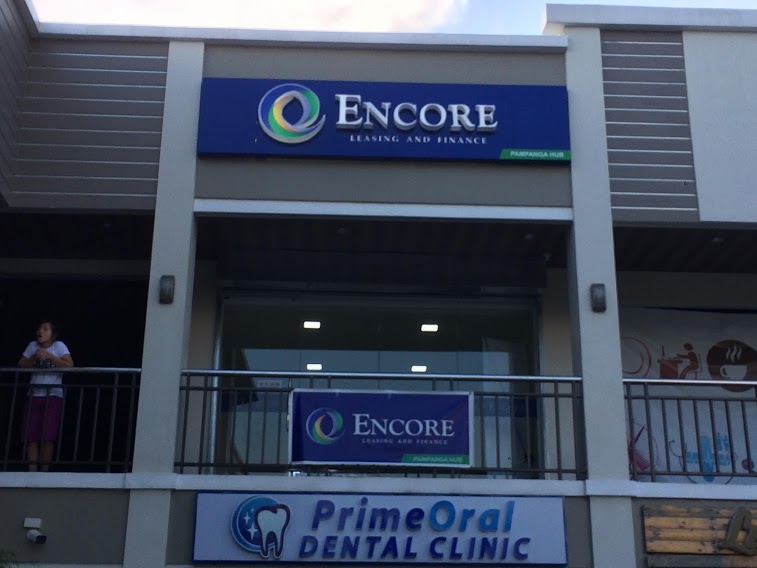 ENCORE
LEASING AND FINANCE
PAMPANGA HUB
ENCORE
LEASING AND FINANCE
PAMPANGA HUB
PrimeOral
DENTAL CLINIC